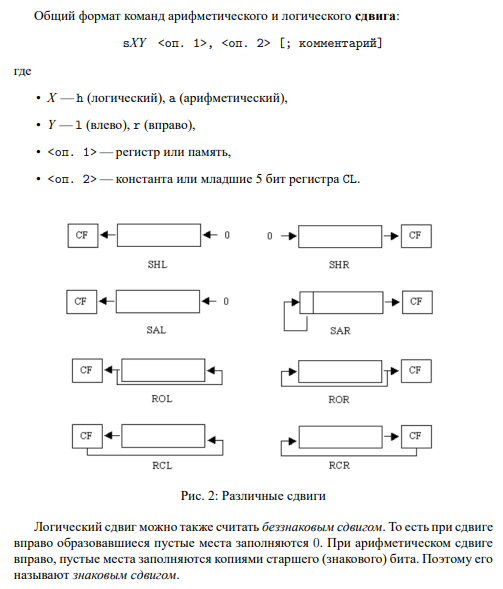 Общий формат команд арифметического и логического сдвига:
sXY <оп. 1>, <оп. 2> [; комментарий]
где
• X — h (логический), a (арифметический),
• Y — l (влево), r (вправо),
• <оп. 1> — регистр или память,
• <оп. 2> — константа или младшие 5 бит регистра CL.
CF 0 0 CF
SHL SHR
CF 0 CF
SAL SAR
CF CF
ROL ROR
CF CF
RCL RCR
Рис. 2: Различные сдвиги
Логический сдвиг можно также считать беззнаковым сдвигом. То есть при сдвиге
вправо образовавшиеся пустые места заполняются 0. При арифметическом сдвиге
вправо, пустые места заполняются копиями старшего (знакового) бита. Поэтому его
называют знаковым сдвигом.